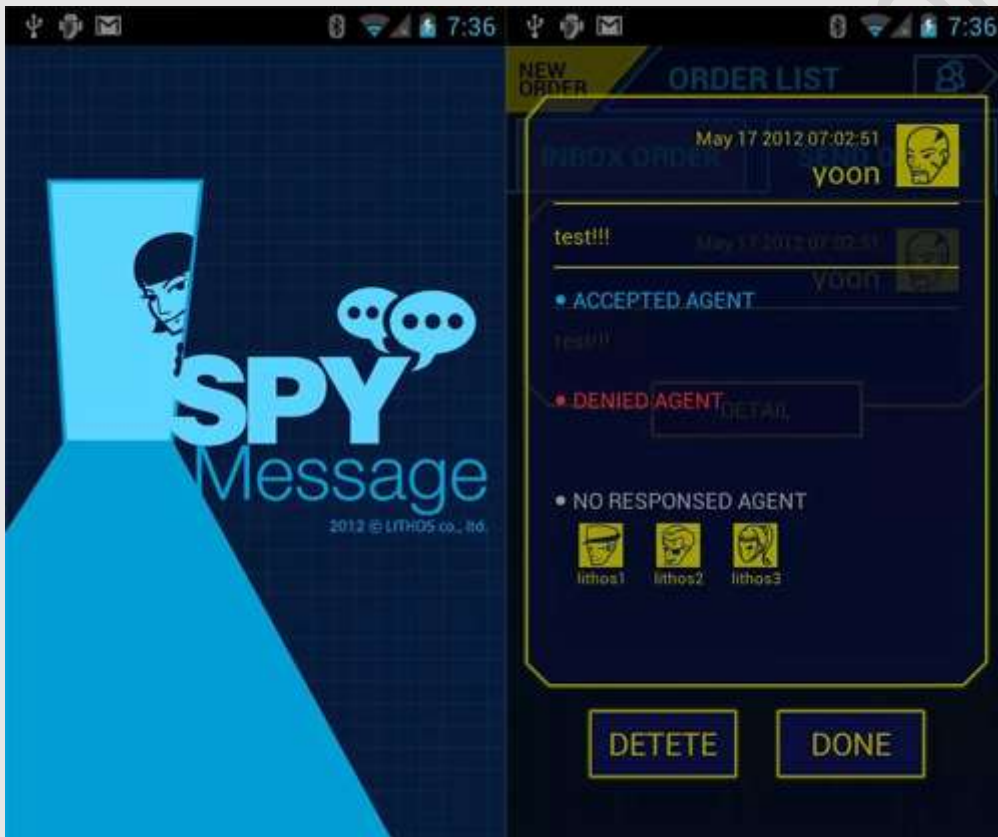 7:36
SPY
Message
2012 © LITHOS co., ltd.
7:36
NEW
ORDER
ORDER LIST
INBOX ORDER
SEND O
May 17 2012 07:02:51
yoon
test!!!
May 17 2012 07:02:51
yoon
• ACCEPTED AGENT
test!!!
• DENIED AGENT
DETAIL
• NO RESPONSED AGENT
lithos1 lithos2 lithos3
DETETE
DONE